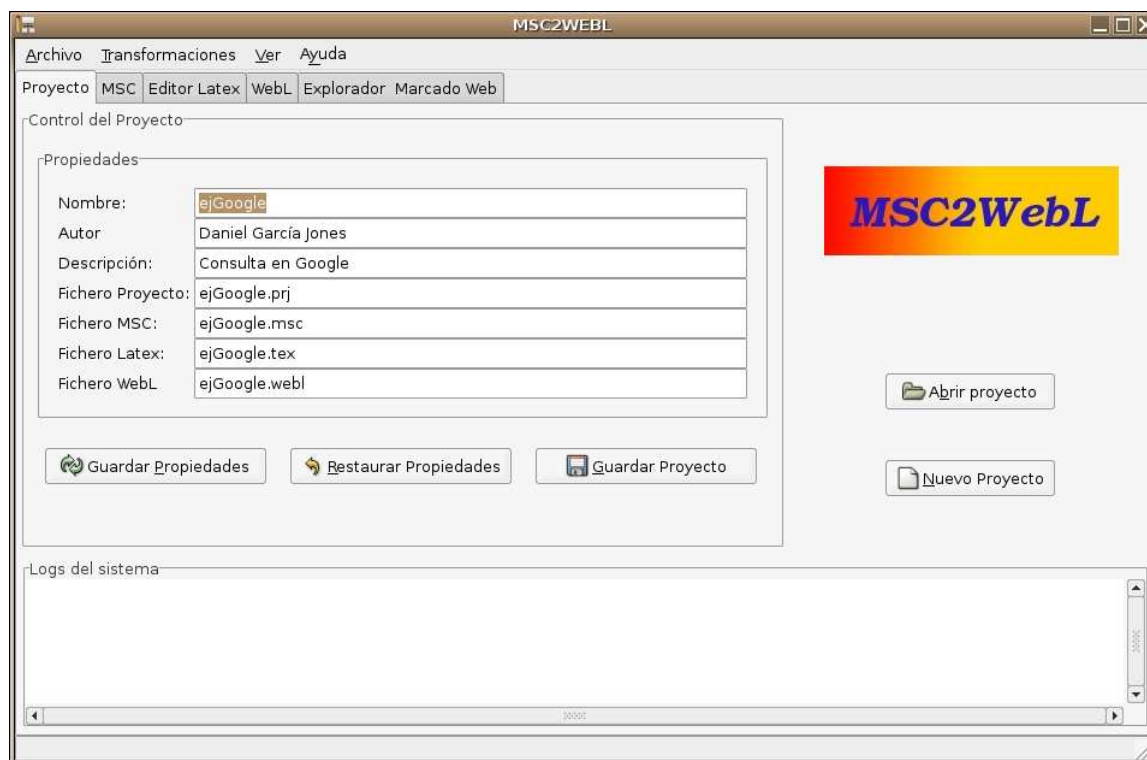 MSC2WEBL
Archivo Transformaciones Ver Ayuda
Proyecto MSC Editor Latex WebL Explorador Marcado Web
Control del Proyecto
Propiedades
Nombre: ejGoogle
Autor Daniel García Jones
Descripción: Consulta en Google
Fichero Proyecto: ejGoogle.prj
Fichero MSC: ejGoogle.msc
Fichero Latex: ejGoogle.tex
Fichero WebL ejGoogle.webl
Guardar Propiedades Restaurar Propiedades Guardar Proyecto
MSC2WebL
Abrir proyecto
Nuevo Proyecto
Logs del sistema